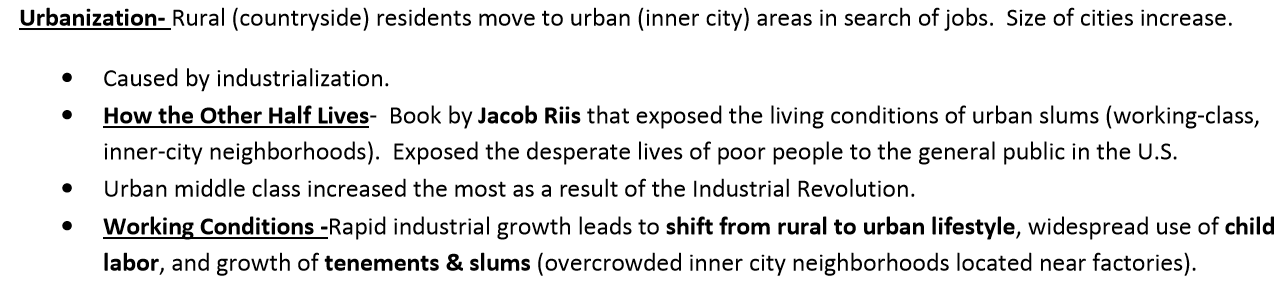 Urbanization- Rural (countryside) residents move to urban (inner city) areas in search of jobs.  Size of cities increase.
• Caused by industrialization.
• How the Other Half Lives-  Book by Jacob Riis that exposed the living conditions of urban slums (working-class,
inner-city neighborhoods).  Exposed the desperate lives of poor people to the general public in the U.S.
• Urban middle class increased the most as a result of the Industrial Revolution.
• Working Conditions -Rapid industrial growth leads to shift from rural to urban lifestyle, widespread use of child
labor, and growth of tenements & slums (overcrowded inner city neighborhoods located near factories).